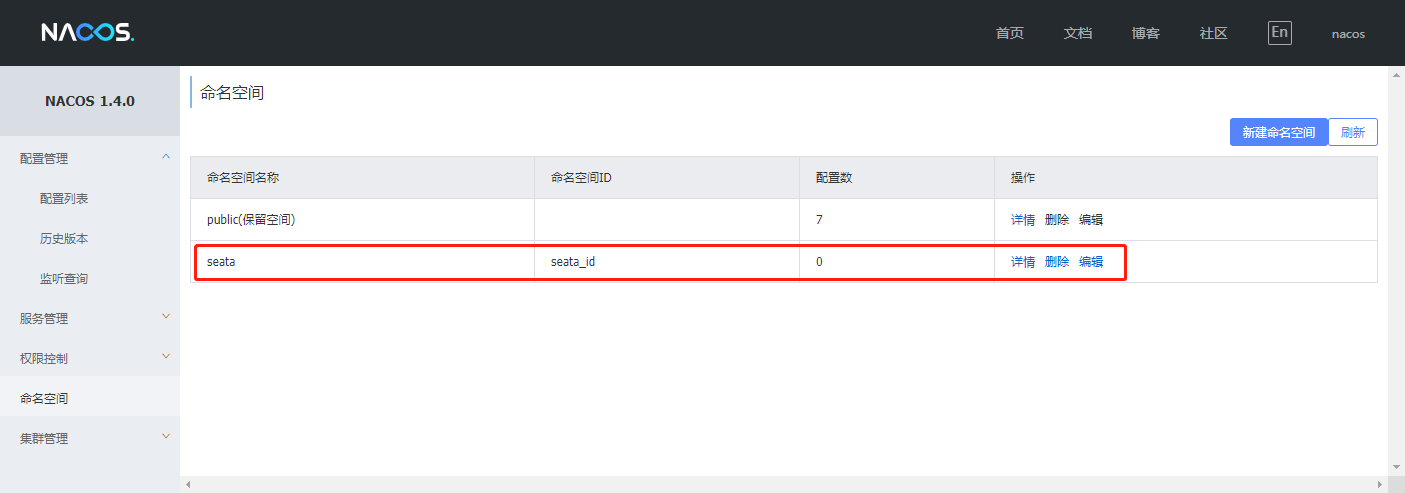 NACOS.
首页 文档 博客 社区 En nacos
NACOS 1.4.0
配置管理
配置列表
历史版本
监听查询
服务管理
权限控制
命名空间
集群管理
命名空间
新建命名空间 刷新
命名空间名称 命名空间ID 配置数 操作
public(保留空间) 7 详情 删除 编辑
seata seata_id 0 详情 删除 编辑